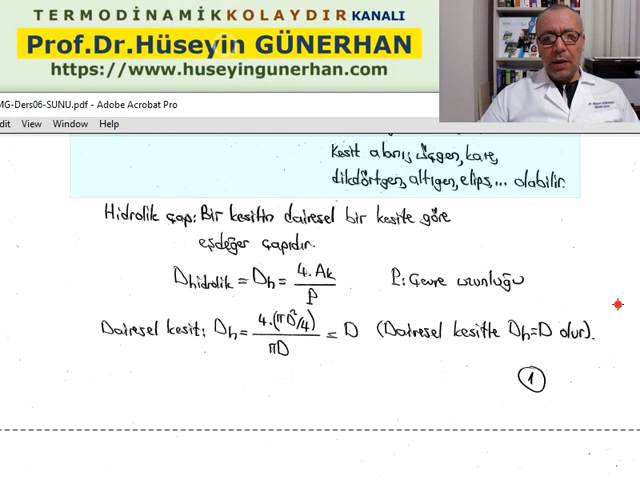 TERMODİNAMİKKOLAYDIR KANALI
Prof.Dr.Hüseyin GÜNERHAN
https://www.huseyingunerhan.com
MG-Ders06-SUNU.pdf - Adobe Acrobat Pro
dit View Window Help
Kesit alanı; üçgen, kare,
dikdörtgen, altıgen, elips, ... olabilir.
Hidrolik çap: Bir kesitin dairesel bir kesite göre
eşdeğer çapıdır.
Dhidrolik = Dh = 4.Ak / P P: Çevre uzunluğu
Dairesel kesit: Dh = 4.(πD²/4) / πD = D (Dairesel kesitte Dh=D olur).
1